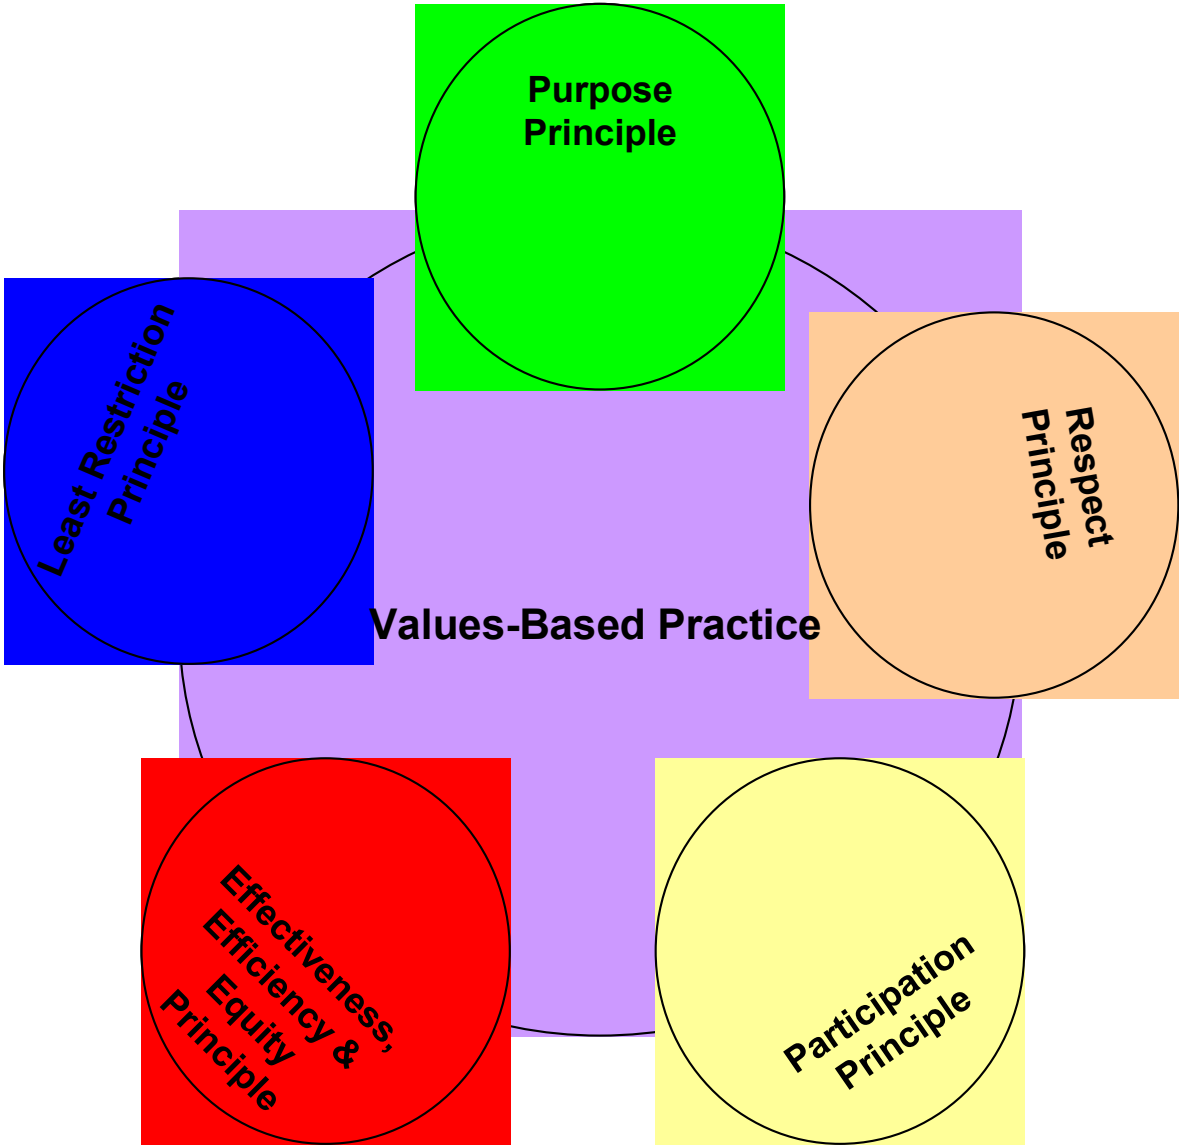 Purpose
Principle
Least Restriction
Principle
Respect
Principle
Values-Based Practice
Effectiveness,
Efficiency &
Equity
Principle
Participation
Principle